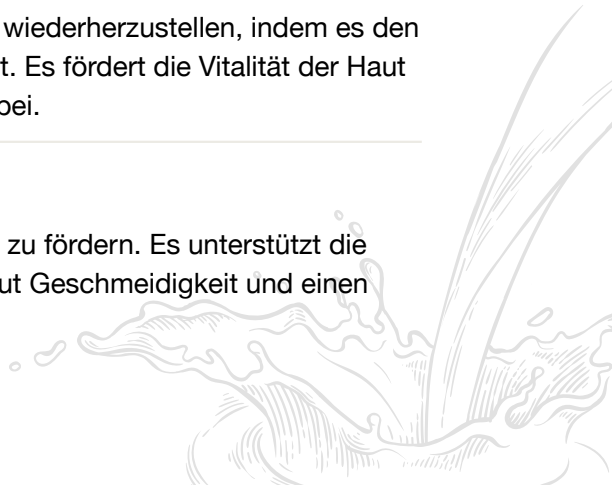 wiederherzustellen, indem es den
t. Es fördert die Vitalität der Haut
bei.
zu fördern. Es unterstützt die
ut Geschmeidigkeit und einen